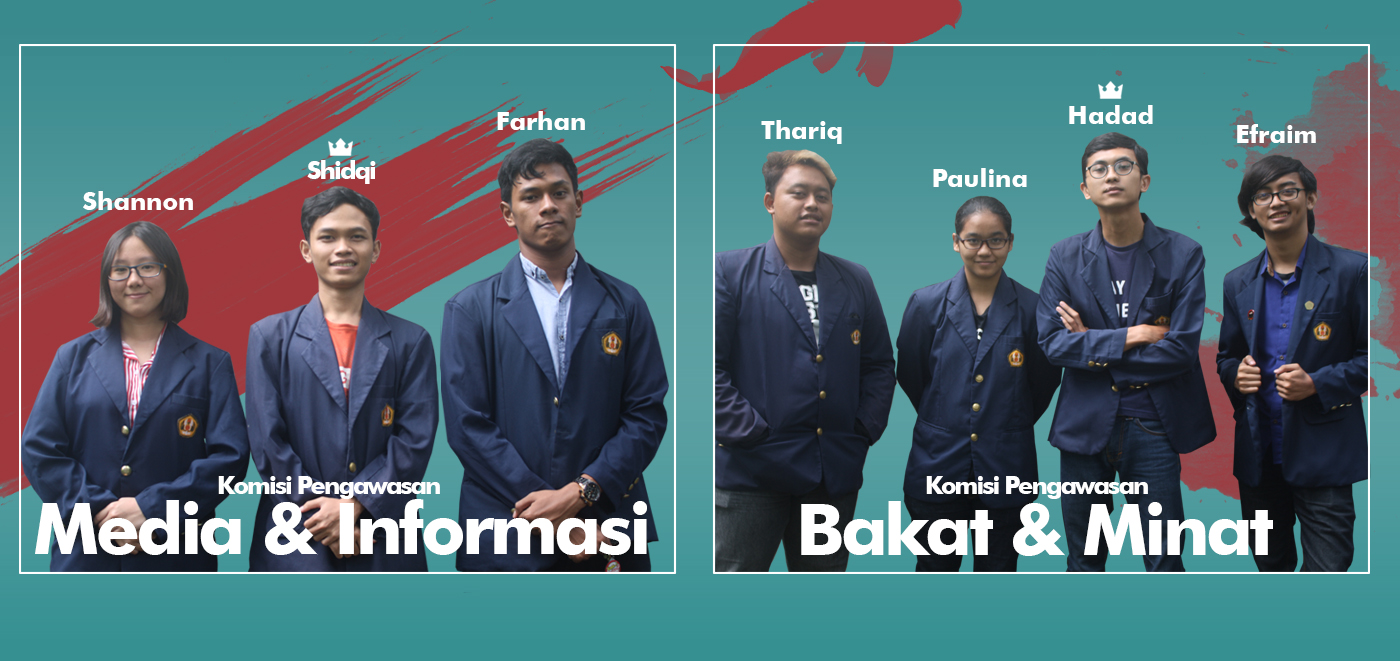 Shannon
Shidqi
Farhan
Komisi Pengawasan
Media & Informasi
Thariq
Paulina
Hadad
Efraim
Komisi Pengawasan
Bakat & Minat